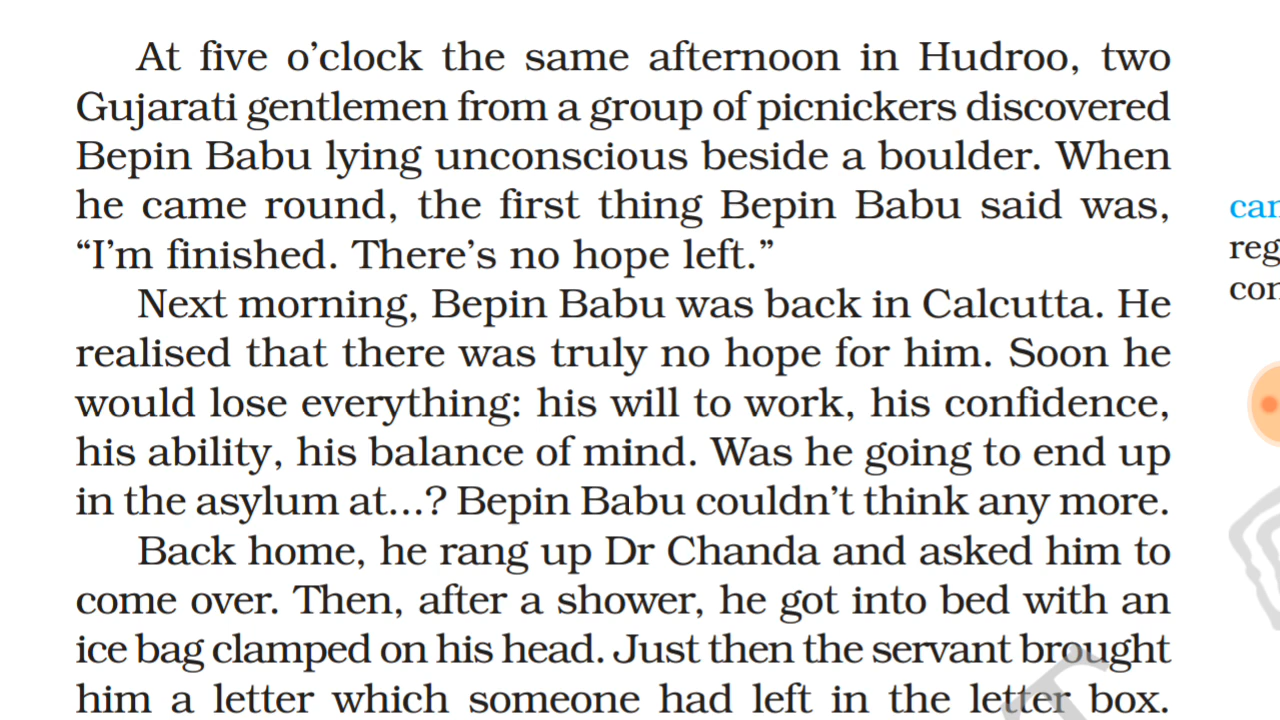 At five o’clock the same afternoon in Hudroo, two
Gujarati gentlemen from a group of picnickers discovered
Bepin Babu lying unconscious beside a boulder. When
he came round, the first thing Bepin Babu said was,
“I’m finished. There’s no hope left.”
Next morning, Bepin Babu was back in Calcutta. He
realised that there was truly no hope for him. Soon he
would lose everything: his will to work, his confidence,
his ability, his balance of mind. Was he going to end up
in the asylum at...? Bepin Babu couldn’t think any more.
Back home, he rang up Dr Chanda and asked him to
come over. Then, after a shower, he got into bed with an
ice bag clamped on his head. Just then the servant brought
him a letter which someone had left in the letter box.